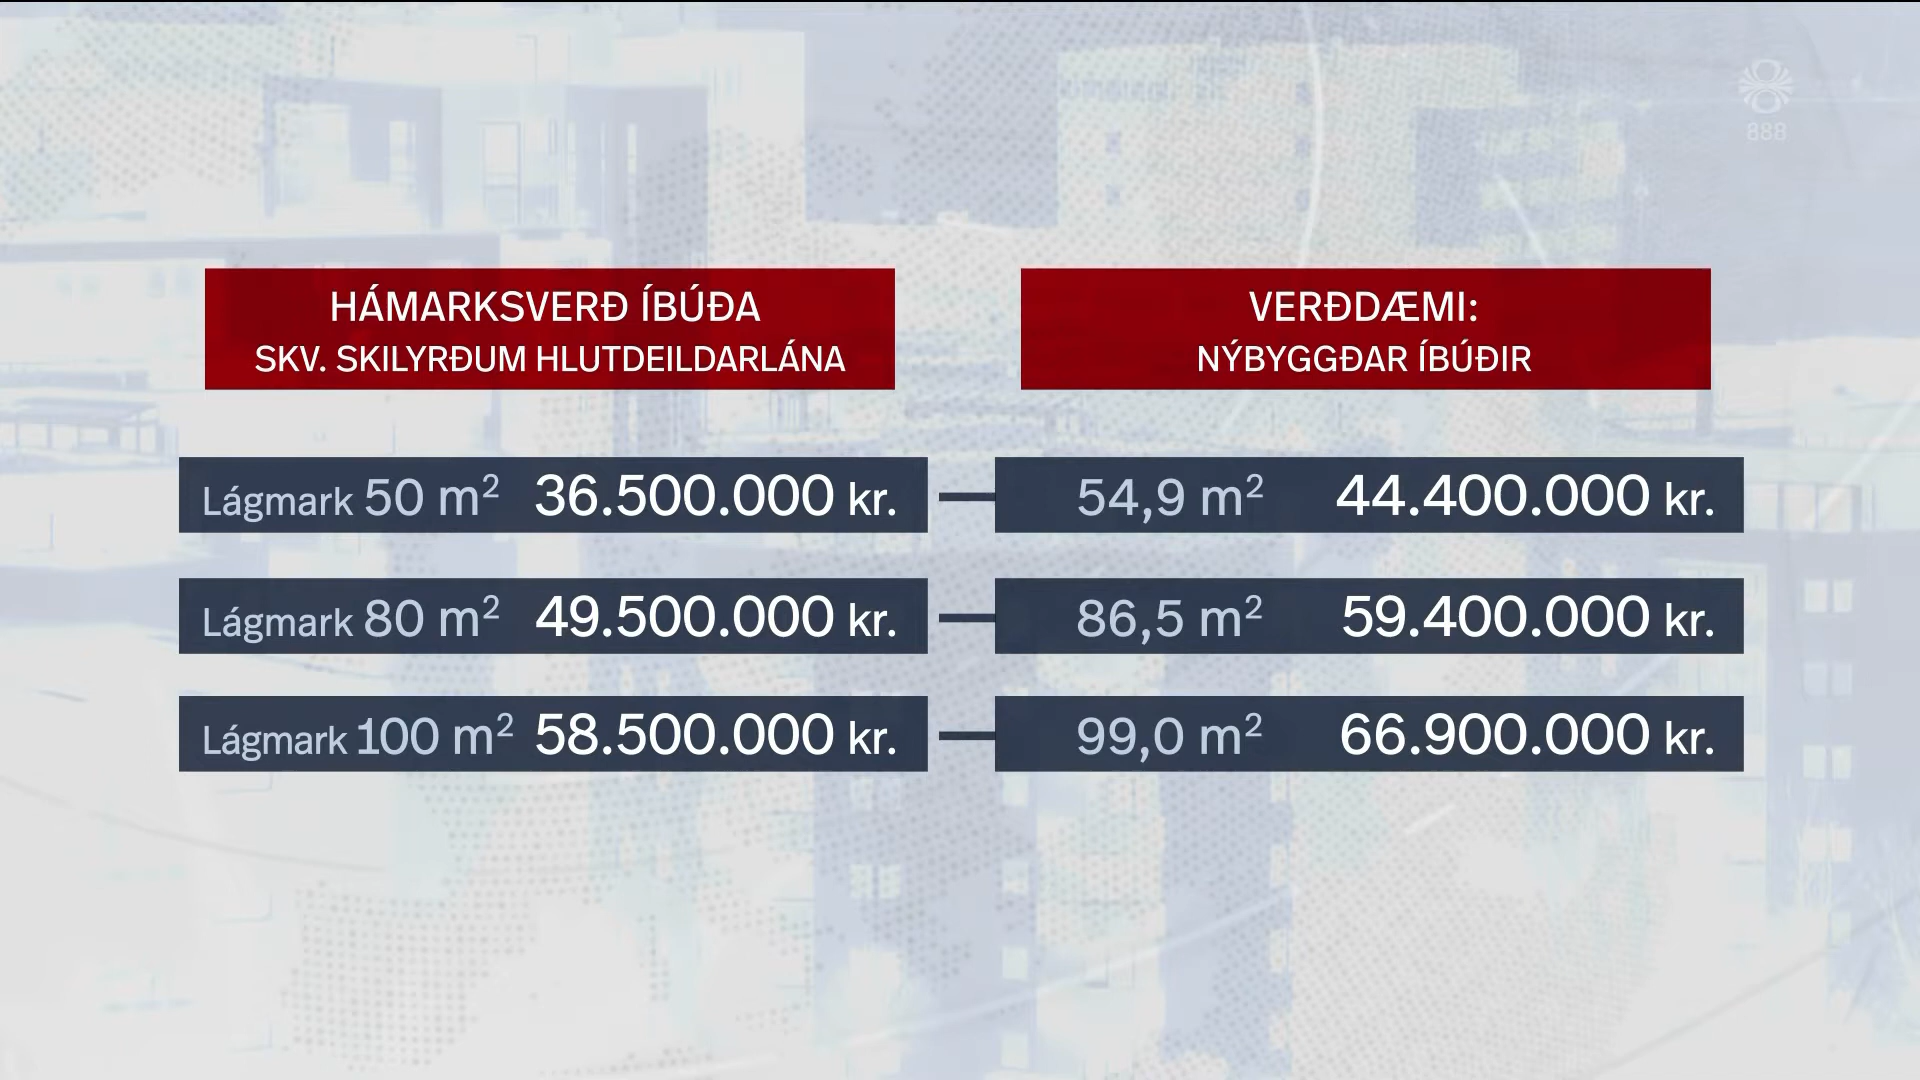 888
HÁMARKSVERÐ ÍBÚÐA
SKV. SKILYRÐUM HLUTDEILDARLÁNA
VERÐDÆMI:
NÝBYGGÐAR ÍBÚÐIR
Lágmark 50 m² 36.500.000 kr.
54,9 m² 44.400.000 kr.
Lágmark 80 m² 49.500.000 kr.
86,5 m² 59.400.000 kr.
Lágmark 100 m² 58.500.000 kr.
99,0 m² 66.900.000 kr.